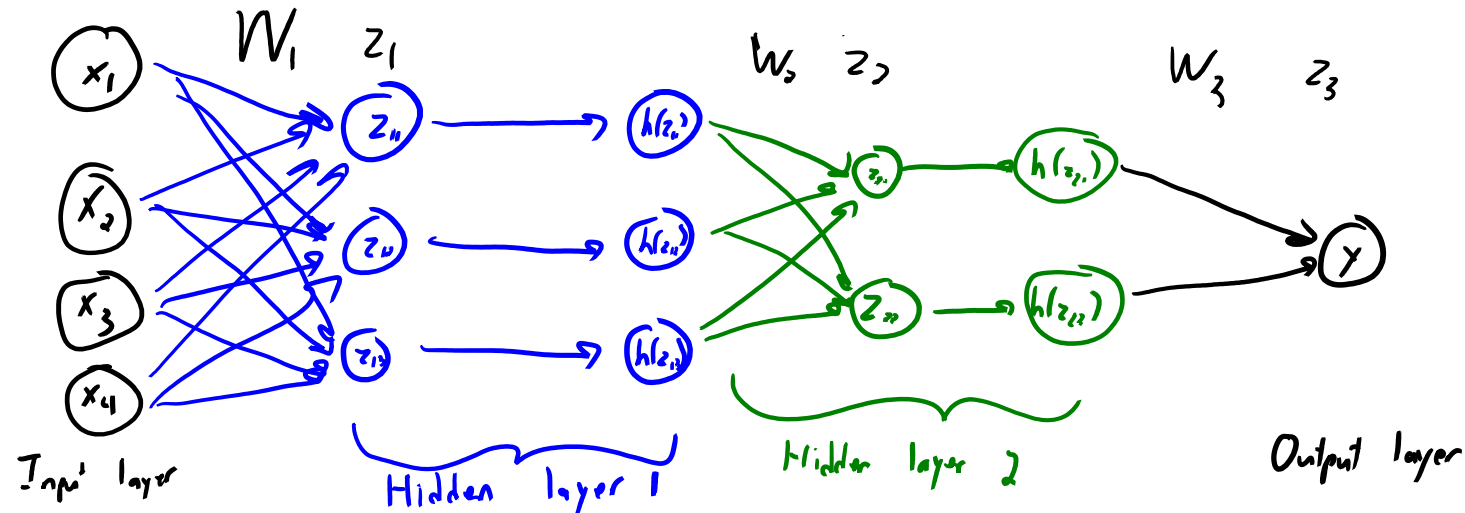 W₁ z₁ W₂ z₂ W₃ z₃
x₁
x₂
x₃
x₄
z₁₁
z₁₂
z₁₃
h(z₁₁)
h(z₁₂)
h(z₁₃)
z₂₁
z₂₂
h(z₂₁)
h(z₂₂)
y
Input layer
Hidden layer 1
Hidden layer 2
Output layer